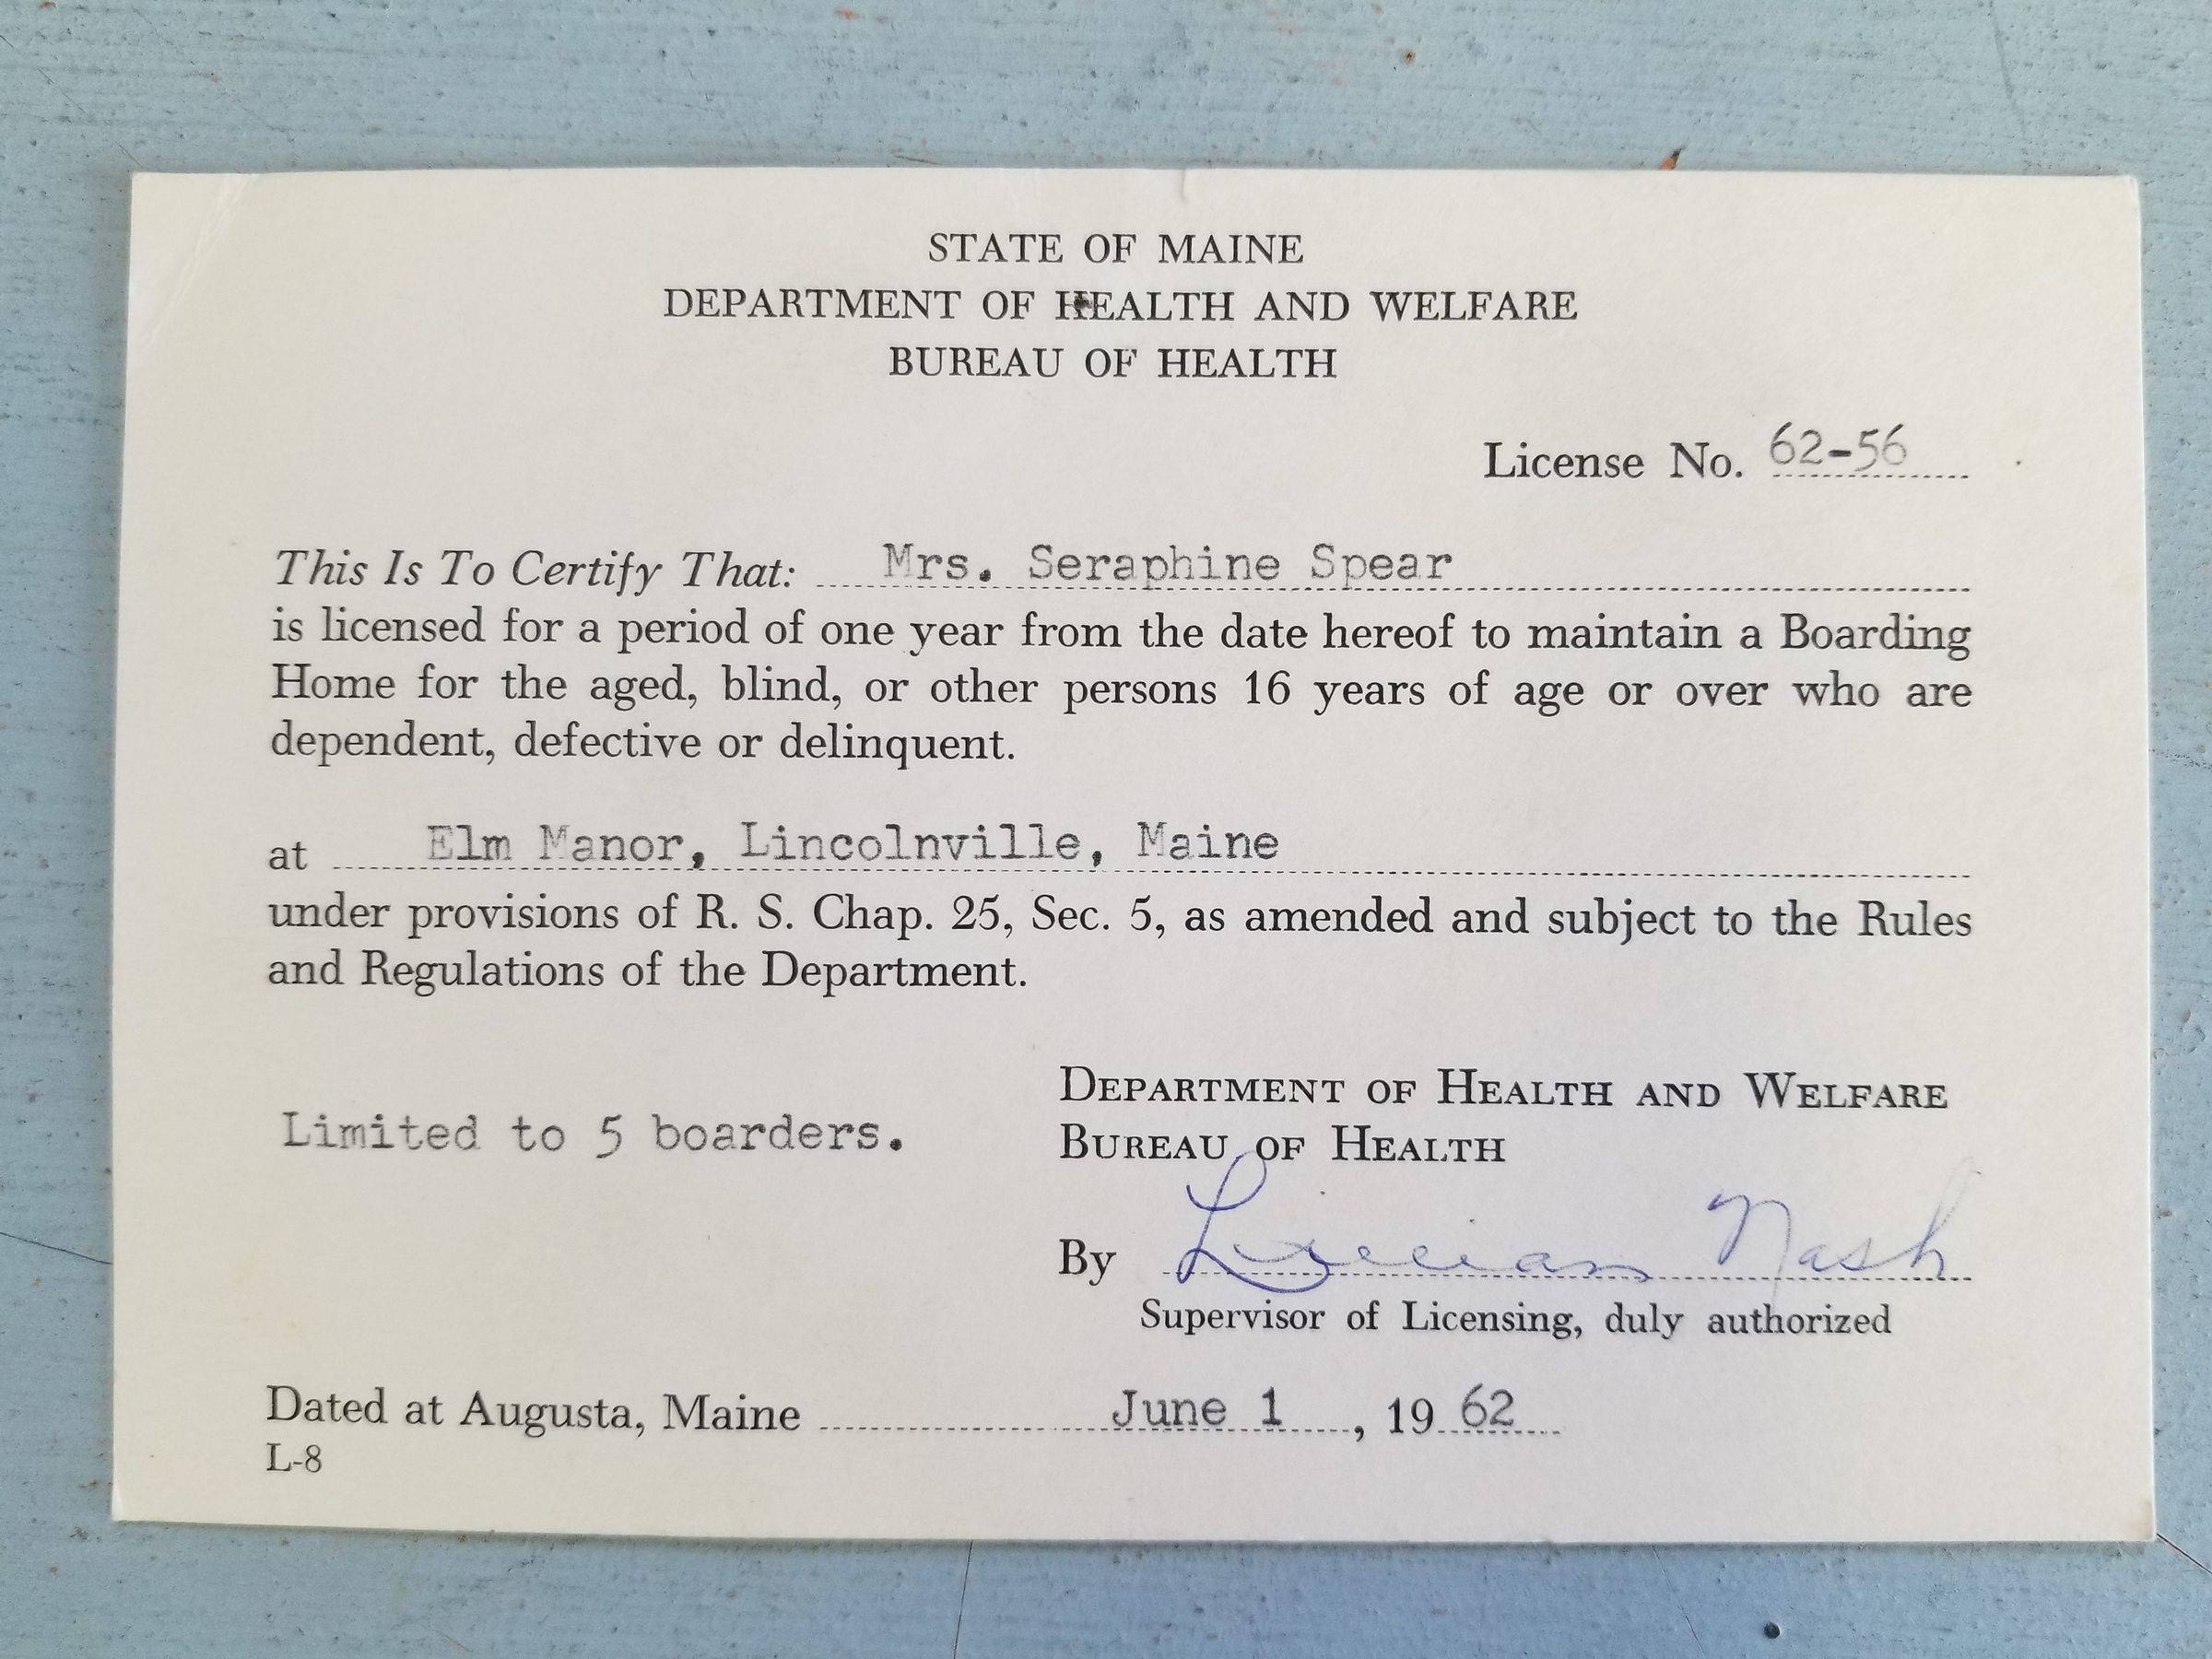 STATE OF MAINE
DEPARTMENT OF HEALTH AND WELFARE
BUREAU OF HEALTH
License No. 62-56
This Is To Certify That: Mrs. Seraphine Spear
is licensed for a period of one year from the date hereof to maintain a Boarding
Home for the aged, blind, or other persons 16 years of age or over who are
dependent, defective or delinquent.
at Elm Manor, Lincolnville, Maine
under provisions of R. S. Chap. 25, Sec. 5, as amended and subject to the Rules
and Regulations of the Department.
DEPARTMENT OF HEALTH AND WELFARE
Limited to 5 boarders.
BUREAU OF HEALTH
By Lillian Nash
Supervisor of Licensing, duly authorized
Dated at Augusta, Maine June 1, 19 62
L-8